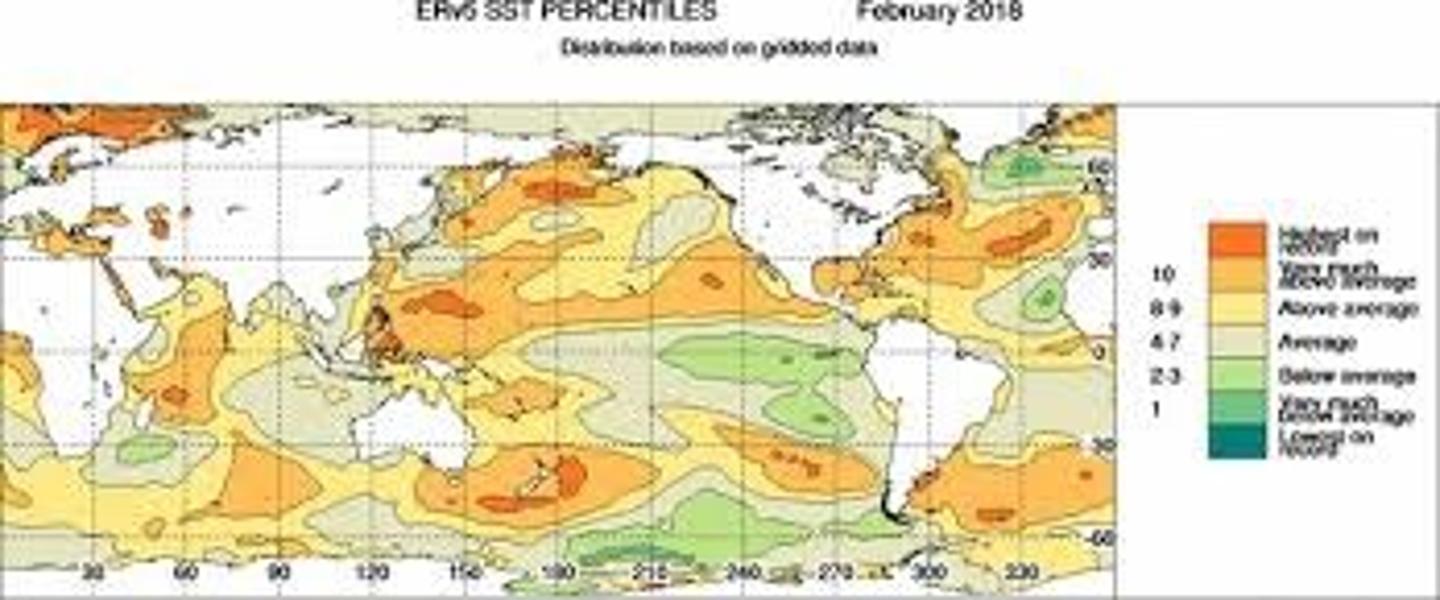 ERv5 SST PERCENTILES February 2018
Distribution based on gridded data
60
30
0
-30
-60
30 60 90 120 150 180 210 240 270 300 330
Highest on
record
10 Very much
above average
8-9 Above average
4-7 Average
2-3 Below average
1 Very much
below average
Lowest on
record